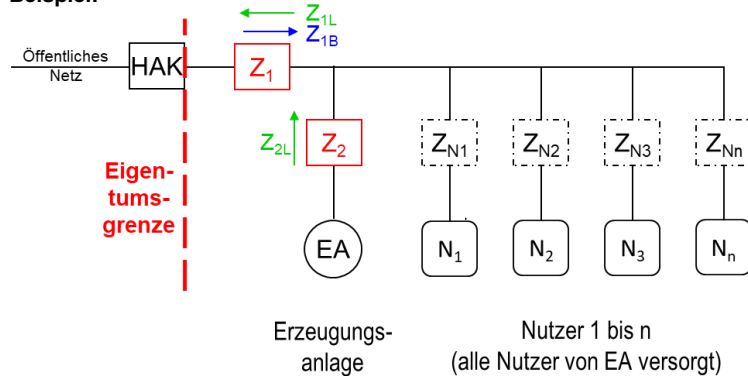 Z1L
Z1B
Öffentliches
Netz
HAK
Z1
Z2L
Z2
ZN1
ZN2
ZN3
ZNn
Eigen-
tums-
grenze
EA
N1
N2
N3
Nn
Erzeugungs-
anlage
Nutzer 1 bis n
(alle Nutzer von EA versorgt)